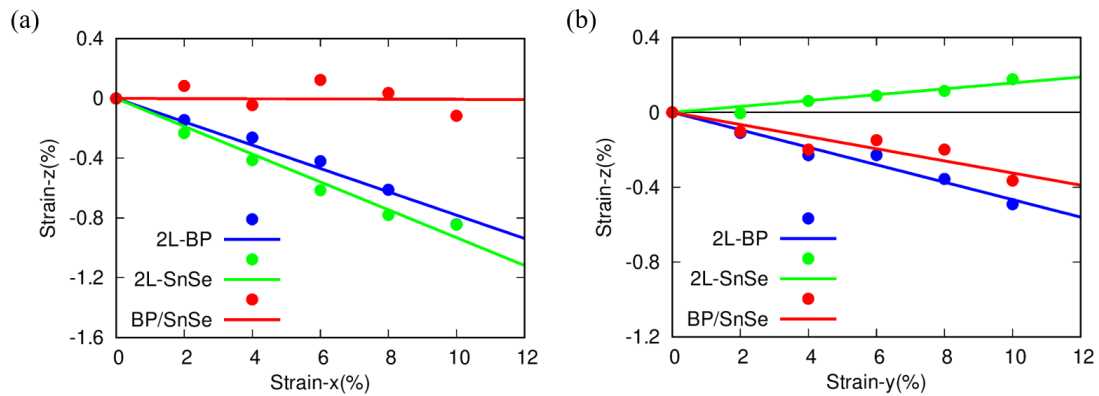 (a)
0.4
0
-0.4
-0.8
-1.2
-1.6
Strain-z(%)
2L-BP
2L-SnSe
BP/SnSe
0 2 4 6 8 10 12
Strain-x(%)
(b)
0.4
0
-0.4
-0.8
-1.2
Strain-z(%)
2L-BP
2L-SnSe
BP/SnSe
0 2 4 6 8 10 12
Strain-y(%)